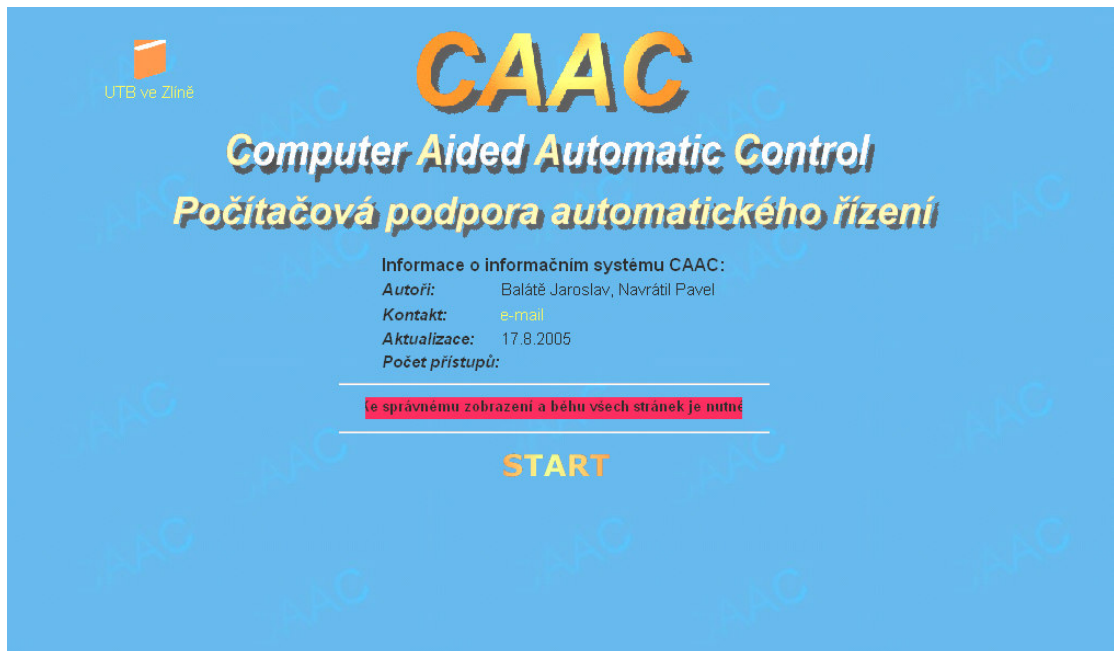 CAAC
UTB ve Zlíně
Computer Aided Automatic Control
Počítačová podpora automatického řízení
Informace o informačním systému CAAC:
Autoři: Balátě Jaroslav, Navrátil Pavel
Kontakt: e-mail
Aktualizace: 17.8.2005
Počet přístupů:
Ke správnému zobrazení a běhu všech stránek je nutné
START